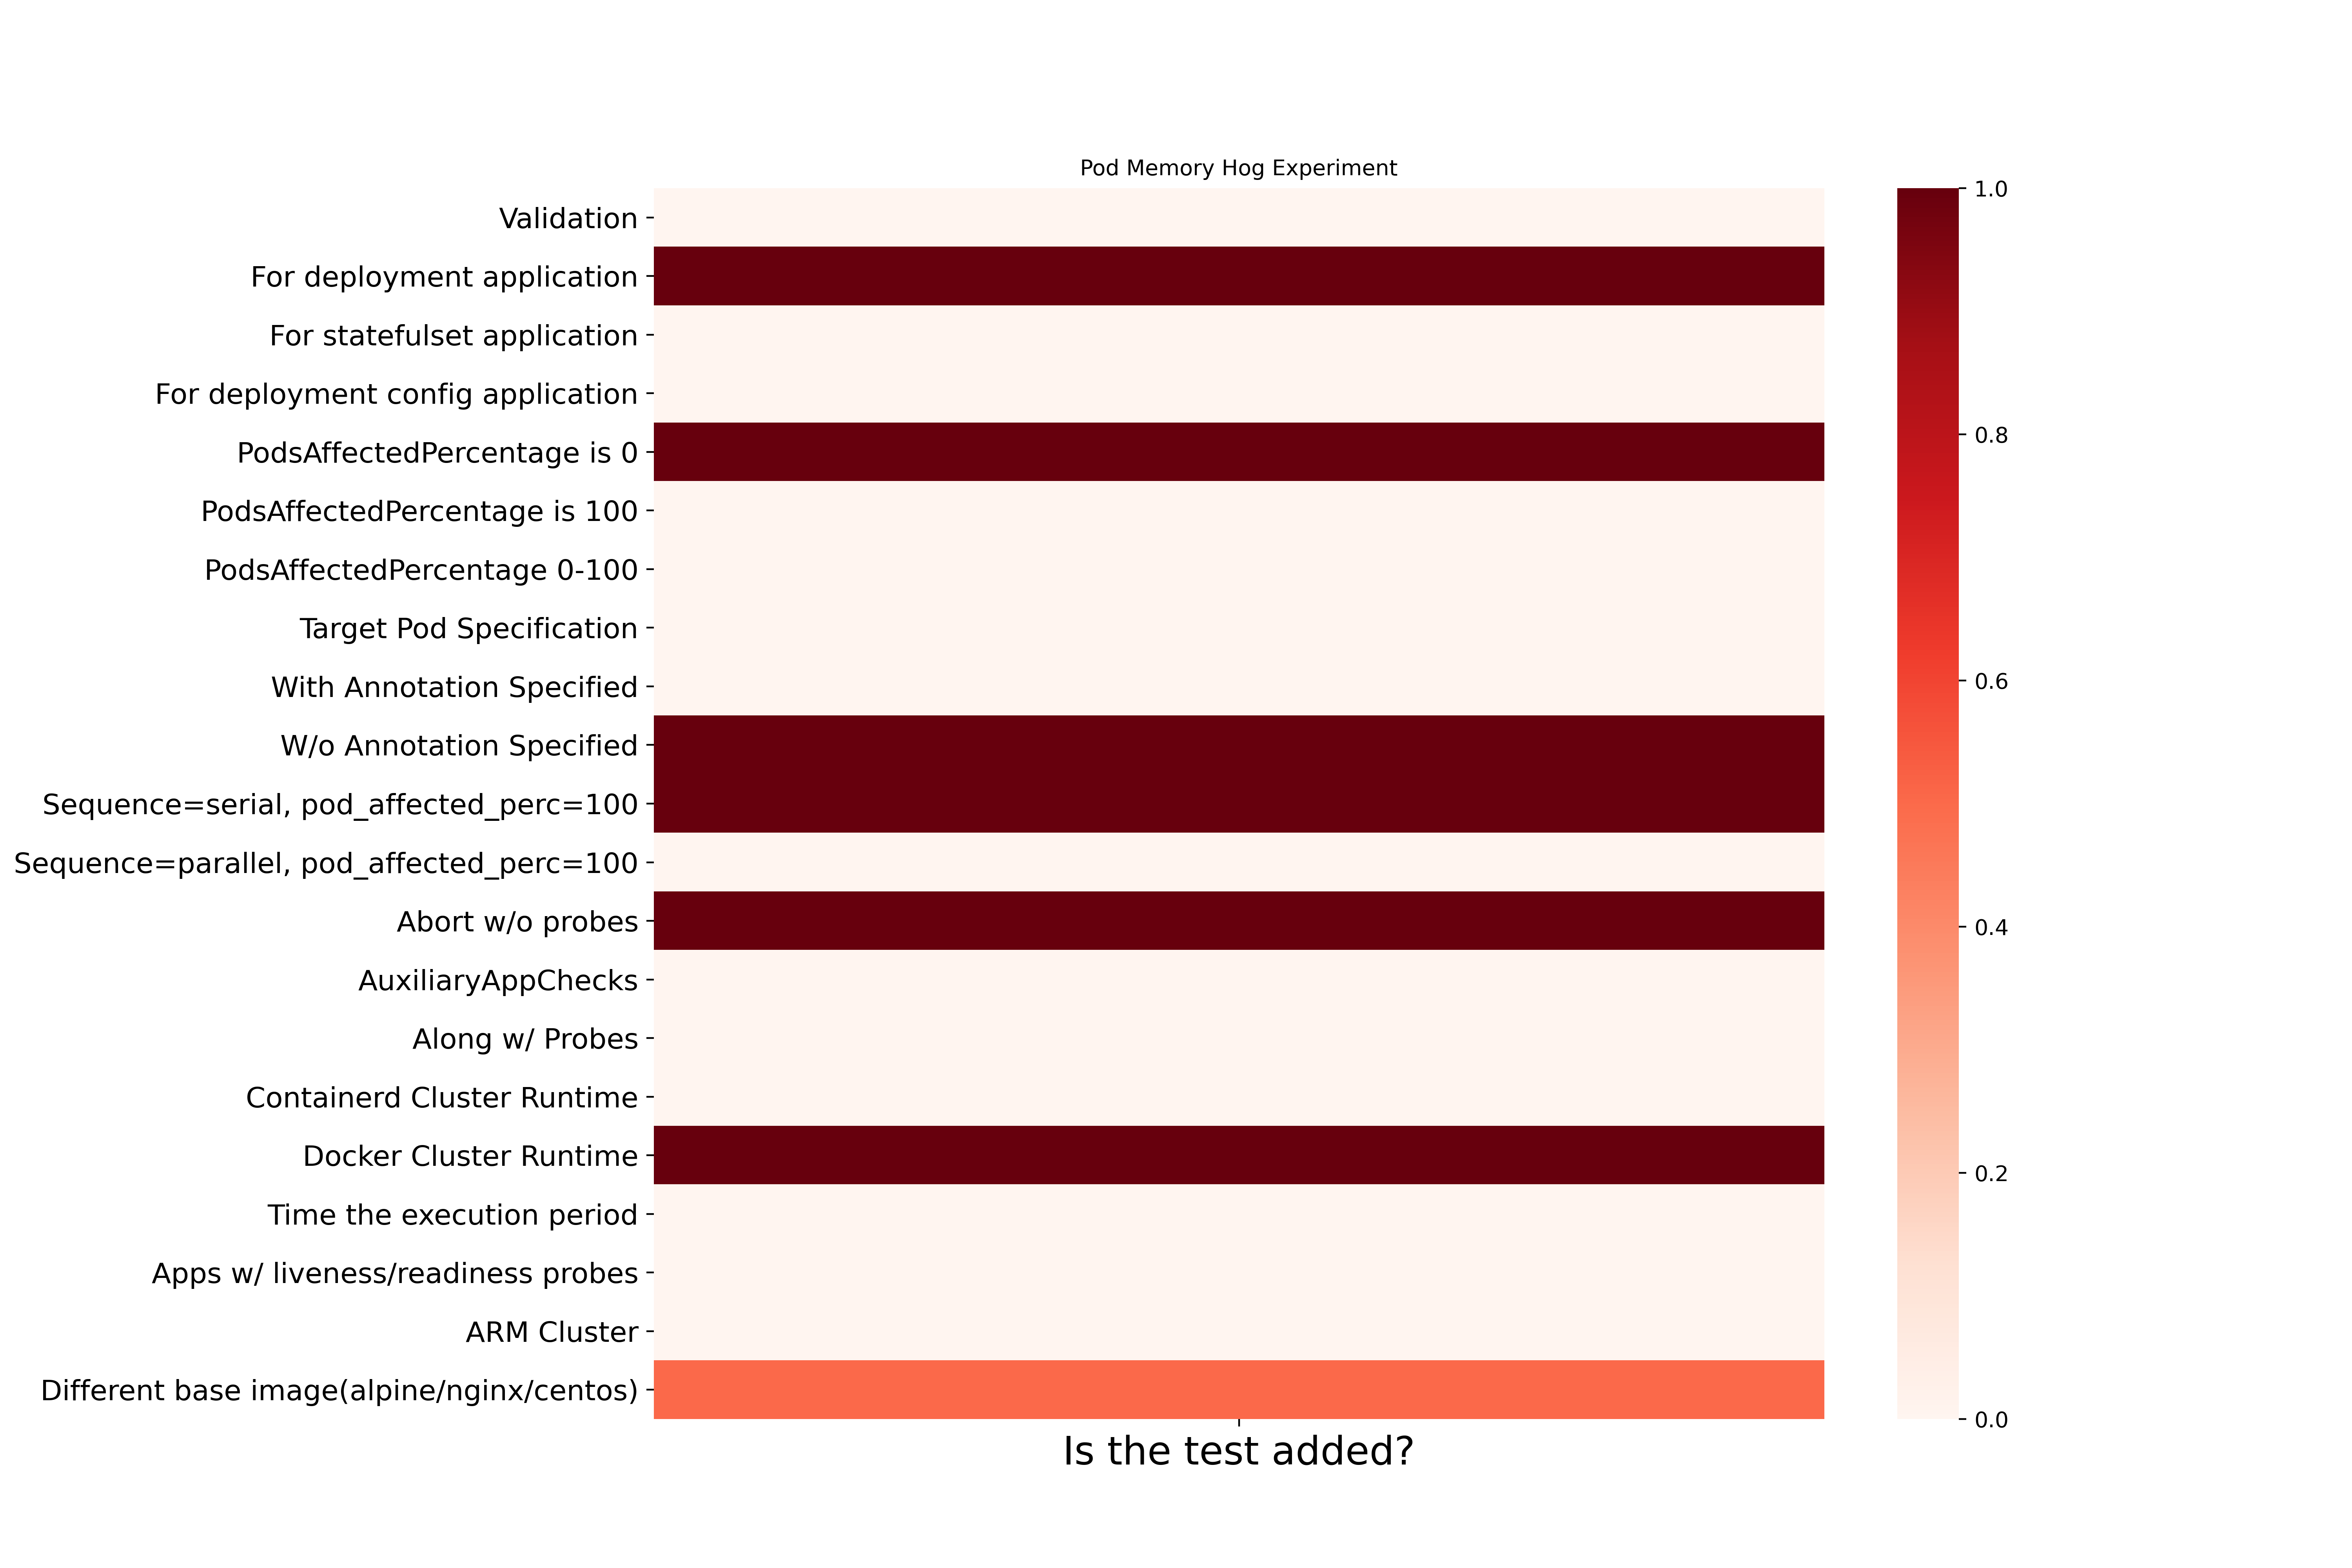 Pod Memory Hog Experiment
Validation
For deployment application
For statefulset application
For deployment config application
PodsAffectedPercentage is 0
PodsAffectedPercentage is 100
PodsAffectedPercentage 0-100
Target Pod Specification
With Annotation Specified
W/o Annotation Specified
Sequence=serial, pod_affected_perc=100
Sequence=parallel, pod_affected_perc=100
Abort w/o probes
AuxiliaryAppChecks
Along w/ Probes
Containerd Cluster Runtime
Docker Cluster Runtime
Time the execution period
Apps w/ liveness/readiness probes
ARM Cluster
Different base image(alpine/nginx/centos)
Is the test added?
1.0
0.8
0.6
0.4
0.2
0.0